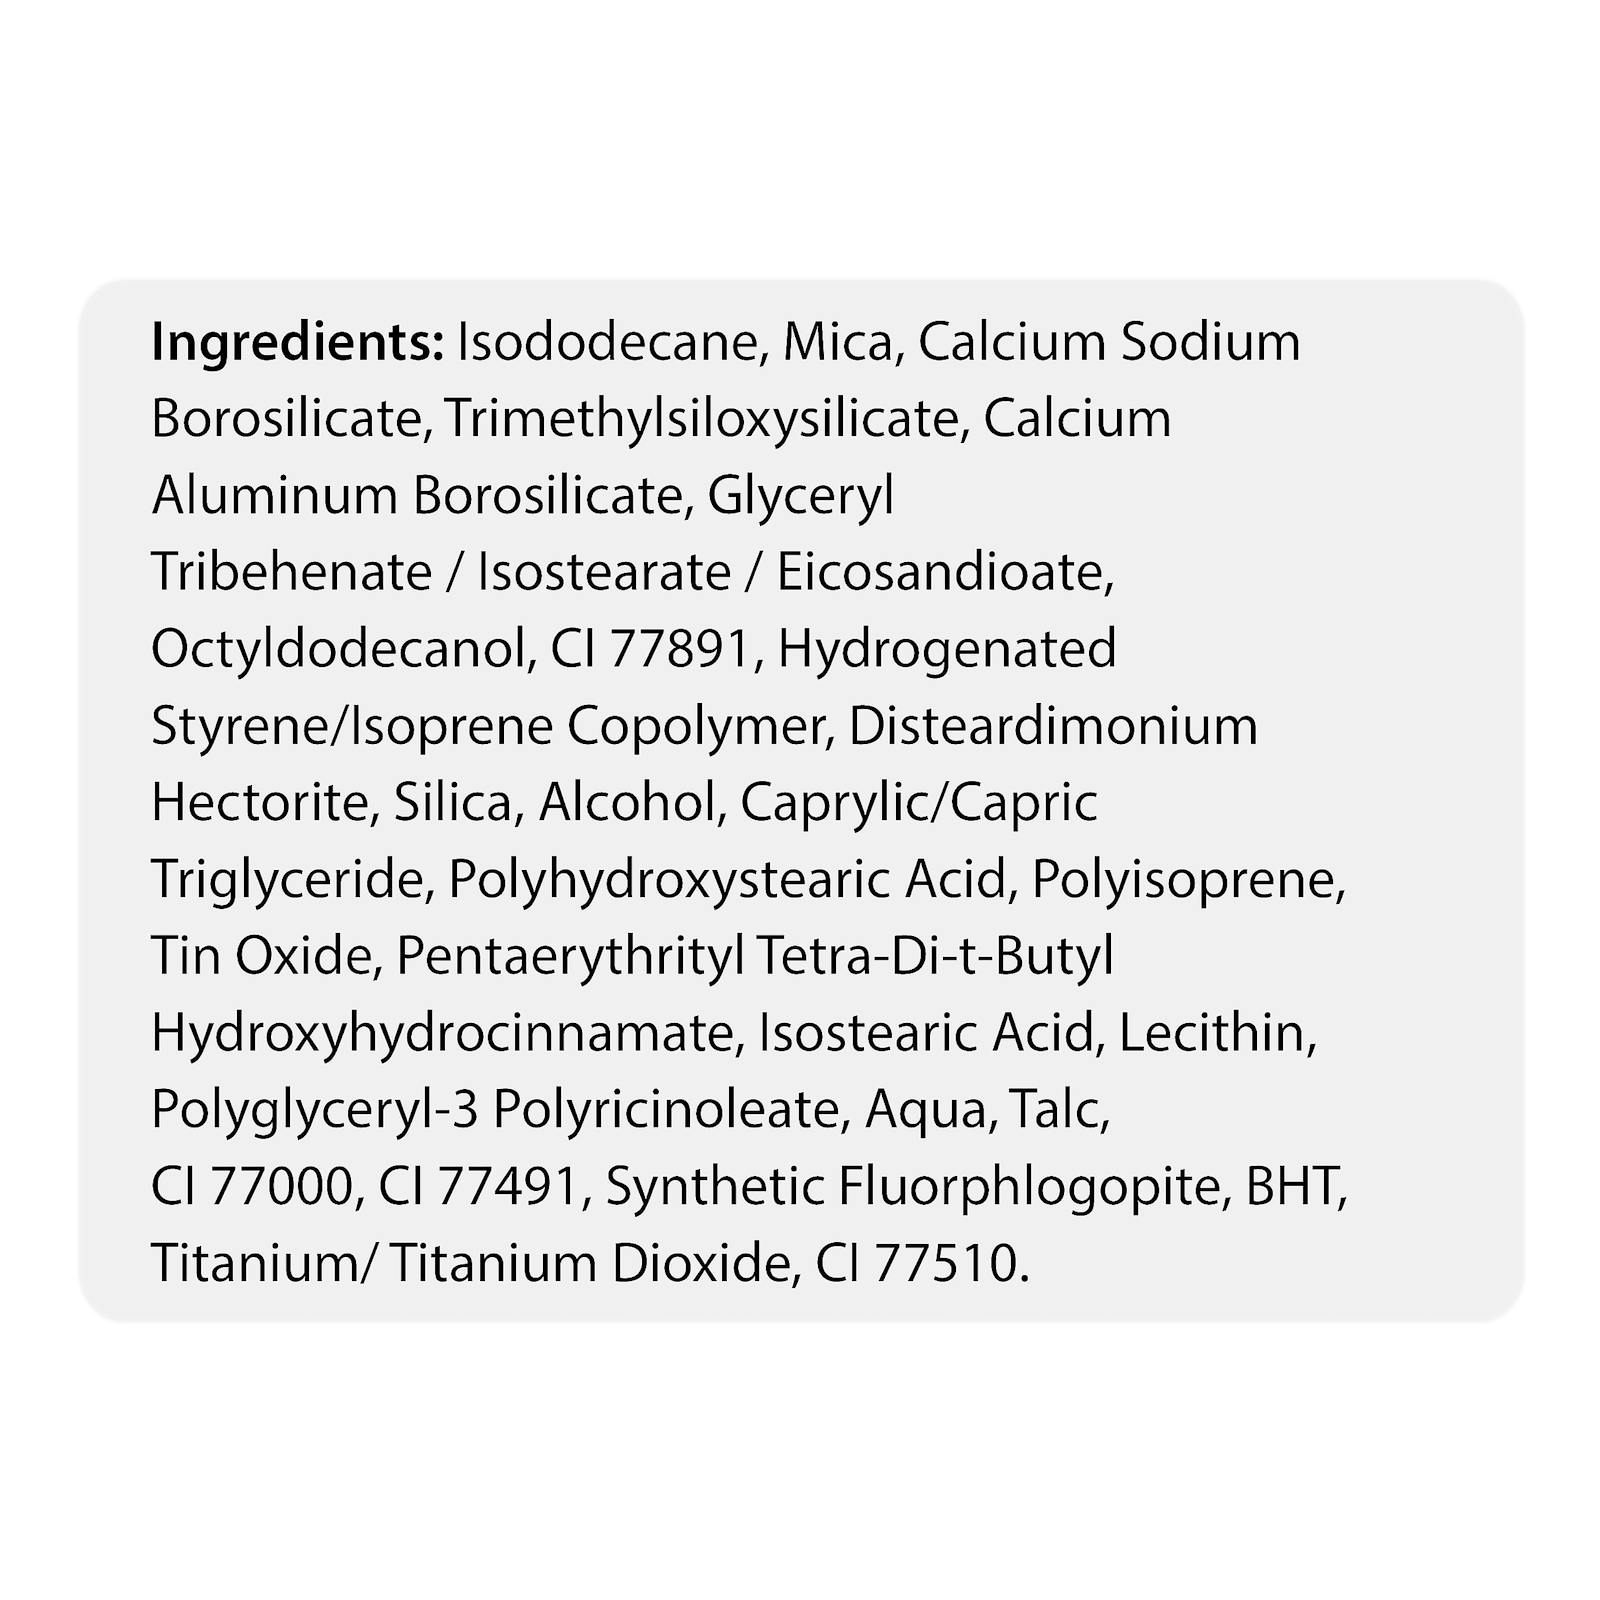 Ingredients: Isododecane, Mica, Calcium Sodium
Borosilicate, Trimethylsiloxysilicate, Calcium
Aluminum Borosilicate, Glyceryl
Tribehenate / Isostearate / Eicosandioate,
Octyldodecanol, CI 77891, Hydrogenated
Styrene/Isoprene Copolymer, Disteardimonium
Hectorite, Silica, Alcohol, Caprylic/Capric
Triglyceride, Polyhydroxystearic Acid, Polyisoprene,
Tin Oxide, Pentaerythrityl Tetra-Di-t-Butyl
Hydroxyhydrocinnamate, Isostearic Acid, Lecithin,
Polyglyceryl-3 Polyricinoleate, Aqua, Talc,
CI 77000, CI 77491, Synthetic Fluorphlogopite, BHT,
Titanium/ Titanium Dioxide, CI 77510.